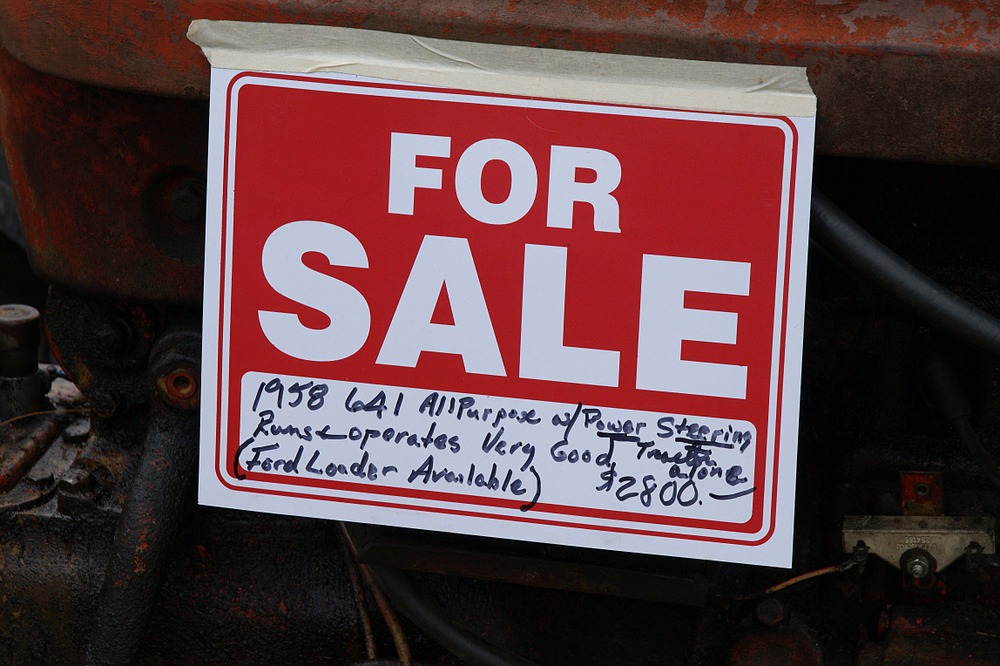 FOR
SALE
1958 641 AllPurpose w/Power Steering
Runs & operates Very Good, Tractor alone
(Ford Loader Available) $2800.—